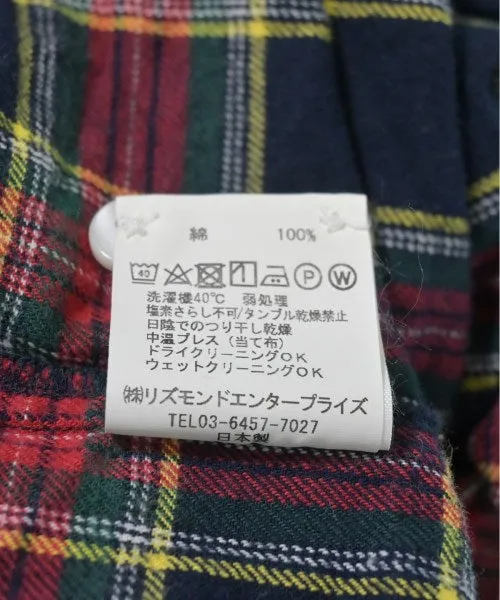 綿 100%
40 P W
洗濯機40℃ 弱処理
塩素さらし不可/タンブル乾燥禁止
日陰でのつり干し乾燥
中温プレス（当て布）
ドライクリーニングOK
ウェットクリーニングOK
㈱リズモンドエンタープライズ
TEL03-6457-7027
日本製